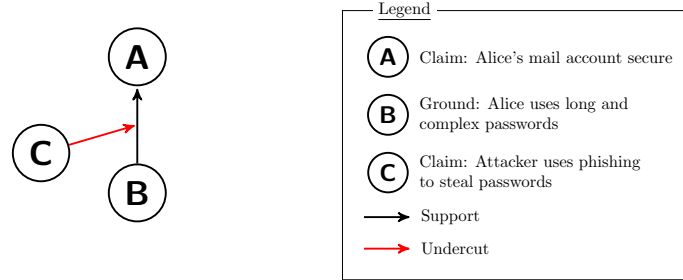 A
C
B
Legend
A Claim: Alice's mail account secure
B Ground: Alice uses long and
complex passwords
C Claim: Attacker uses phishing
to steal passwords
Support
Undercut